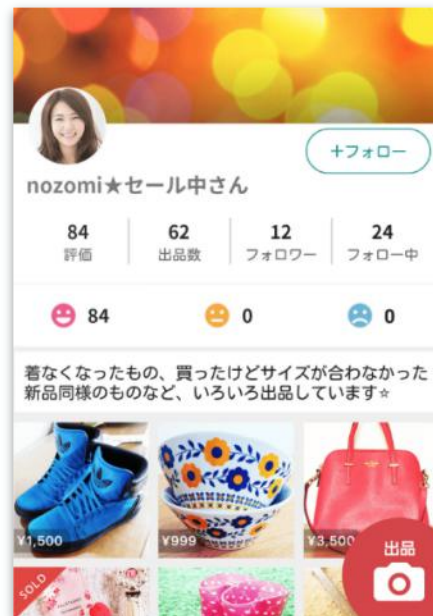 +フォロー
nozomi★セール中さん
84 62 12 24
評価 出品数 フォロワー フォロー中
84 0 0
着なくなったもの、買ったけどサイズが合わなかった
新品同様のものなど、いろいろ出品しています⭐
¥1,500 ¥999 ¥3,500
出品
SOLD